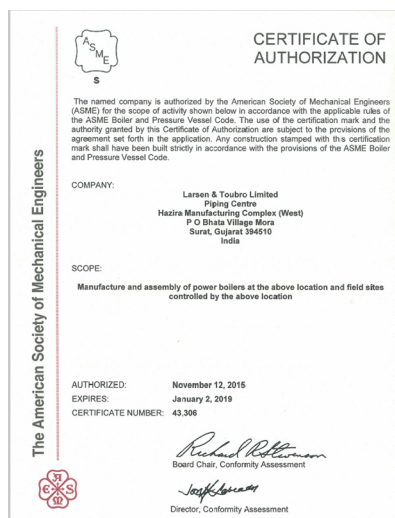 ASME
S
CERTIFICATE OF
AUTHORIZATION
The named company is authorized by the American Society of Mechanical Engineers
(ASME) for the scope of activity shown below in accordance with the applicable rules of
the ASME Boiler and Pressure Vessel Code. The use of the certification mark and the
authority granted by this Certificate of Authorization are subject to the provisions of the
agreement set forth in the application. Any construction stamped with this certification
mark shall have been built strictly in accordance with the provisions of the ASME Boiler
and Pressure Vessel Code.
COMPANY:
Larsen & Toubro Limited
Piping Centre
Hazira Manufacturing Complex (West)
P O Bhata Village Mora
Surat, Gujarat 394510
India
SCOPE:
Manufacture and assembly of power boilers at the above location and field sites
controlled by the above location
AUTHORIZED: November 12, 2015
EXPIRES: January 2, 2019
CERTIFICATE NUMBER: 43,306
Richard R Stevenson
Board Chair, Conformity Assessment
Director, Conformity Assessment
The American Society of Mechanical Engineers